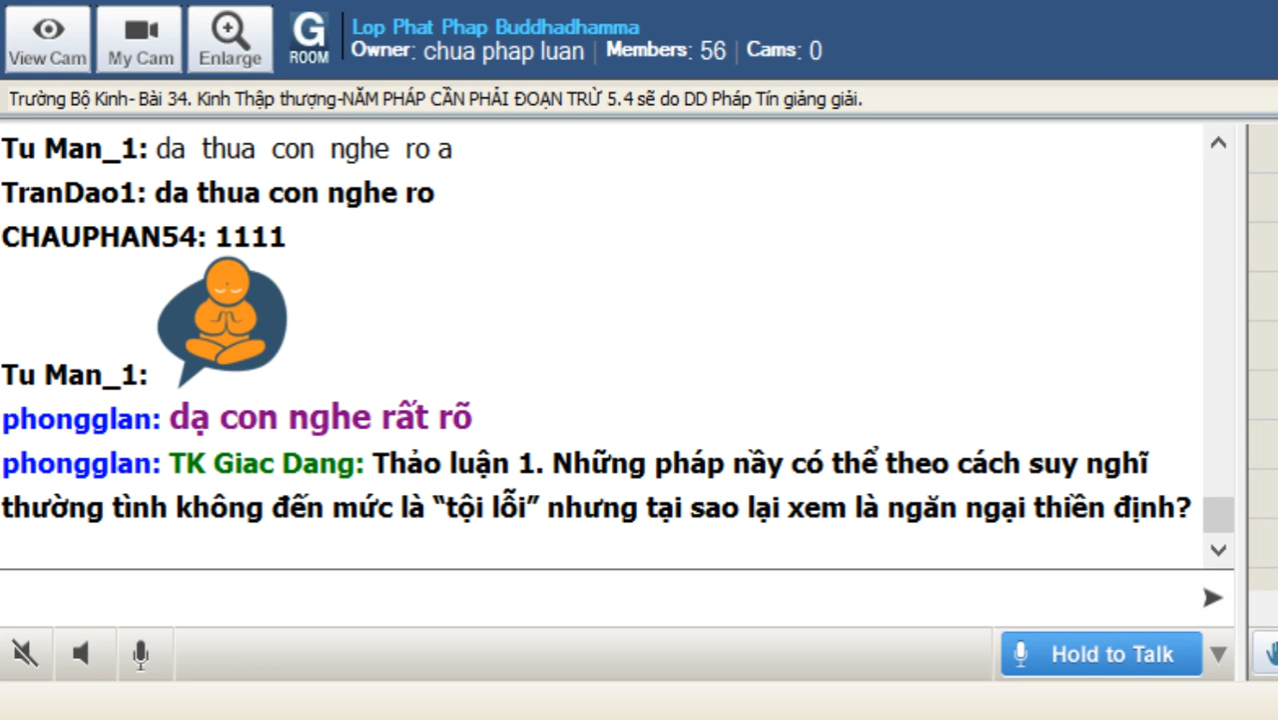 View Cam
My Cam
Enlarge
G
ROOM
Lop Phat Phap Buddhadhamma
Owner: chua phap luan | Members: 56 | Cams: 0
Trường Bộ Kinh- Bài 34. Kinh Thập thượng-NĂM PHÁP CẦN PHẢI ĐOẠN TRỪ 5.4 sẽ do DD Pháp Tín giảng giải.
Tu Man_1: da thua con nghe ro a
TranDao1: da thua con nghe ro
CHAUPHAN54: 1111
Tu Man_1:
phongglan: dạ con nghe rất rõ
phongglan: TK Giac Dang: Thảo luận 1. Những pháp nầy có thể theo cách suy nghĩ
thường tình không đến mức là “tội lỗi” nhưng tại sao lại xem là ngăn ngại thiền định?
Hold to Talk